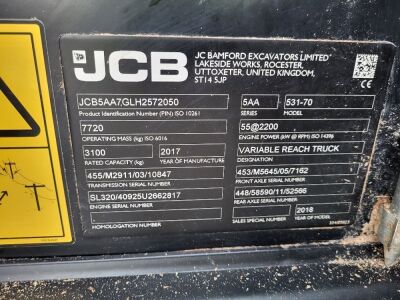 JCB
JC BAMFORD EXCAVATORS LIMITED
LAKESIDE WORKS, ROCESTER,
UTTOXETER, UNITED KINGDOM,
ST14 5JP
JCB5AA7,GLH2572050
5AA 531-70
Product Identification Number (PIN) ISO 10261
SERIES MODEL
7720
55@2200
OPERATING MASS (kg) ISO 6016
ENGINE POWER (kW @ RPM) ISO 14396
3100 2017
VARIABLE REACH TRUCK
RATED CAPACITY (kg) YEAR OF MANUFACTURE
DESIGNATION
455/M2911/03/10847
453/M5645/05/7162
TRANSMISSION SERIAL NUMBER
FRONT AXLE SERIAL NUMBER
SL320/40925U2662817
448/58590/11/52566
ENGINE SERIAL NUMBER
REAR AXLE SERIAL NUMBER
2018
HOMOLOGATION NUMBER
SALES SPECIAL NUMBER YEAR OF MODEL